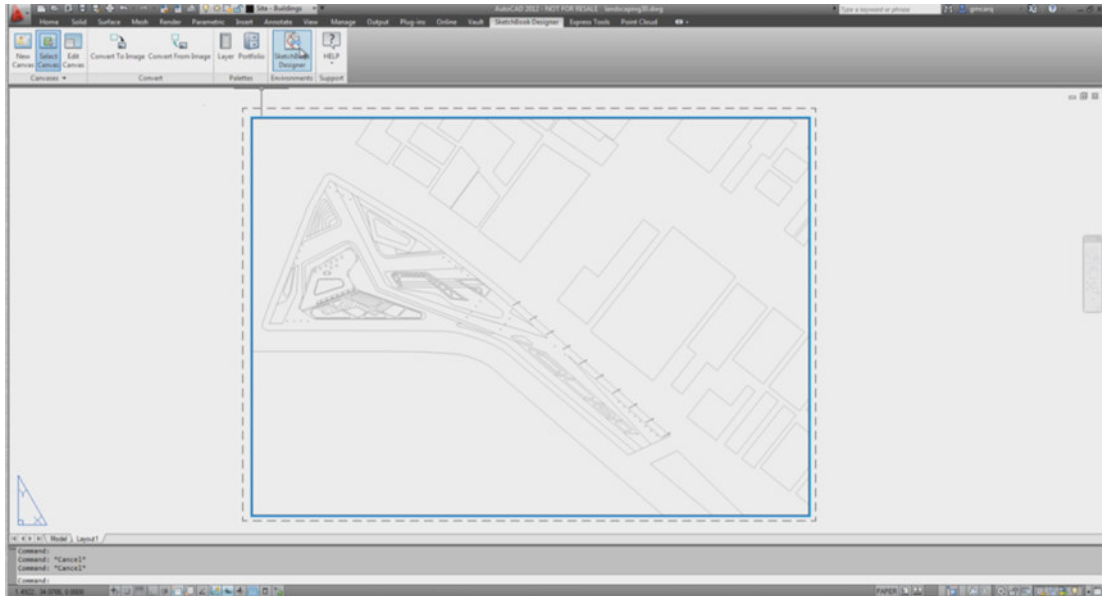 Site - Buildings
AutoCAD 2012 - NOT FOR RESALE landscaping3D.dwg
Type a keyword or phrase
Home Solid Surface Mesh Render Parametric Insert Annotate View Manage Output Plug-ins Online Vault SketchBook Designer Express Tools Point Cloud
New Canvas
Select Canvas
Edit Canvas
Convert To Image Convert From Image
Layer Portfolio
SketchBook Designer
HELP
Canvases Convert Palettes Environments Support
Y
X
Model Layout1
Command:
Command: *Cancel*
Command: *Cancel*
Command:
PAPER